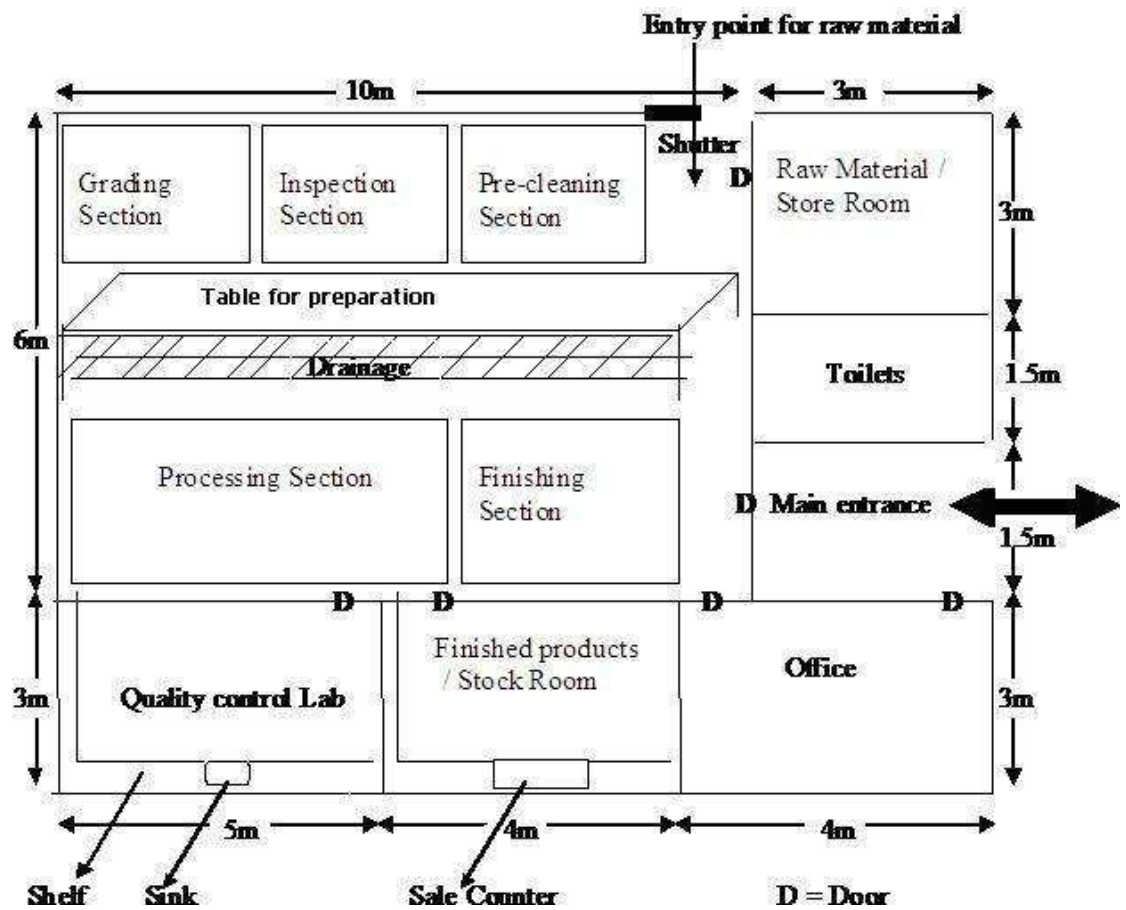 Entry point for raw material
10m
3m
Shutter
Grading
Section
Inspection
Section
Pre-cleaning
Section
D
Raw Material /
Store Room
3m
Table for preparation
6m
Drainage
Toilets
1.5m
Processing Section
Finishing
Section
D Main entrance
1.5m
D
D
D
D
Finished products
/ Stock Room
Office
3m
Quality control Lab
3m
5m
4m
4m
Shelf
Sink
Sale Counter
D = Door